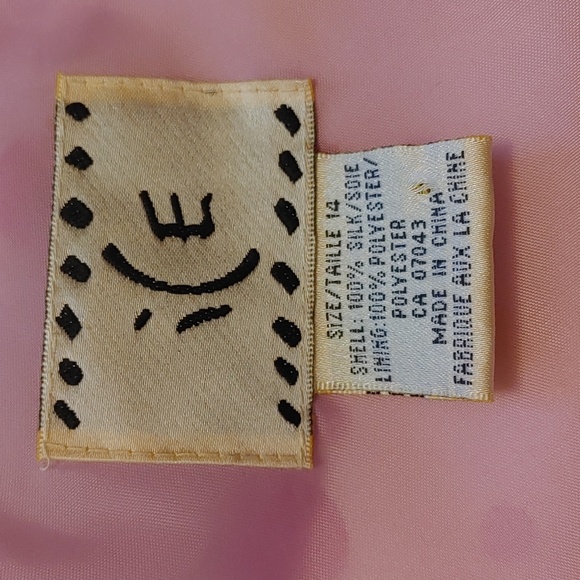 SIZE/TAILLE 14
SHELL: 100% SILK/SOIE
LINING:100% POLYESTER/
POLYESTER
CA 07043
MADE IN CHINA
FABRIQUE AUX LA CHINE